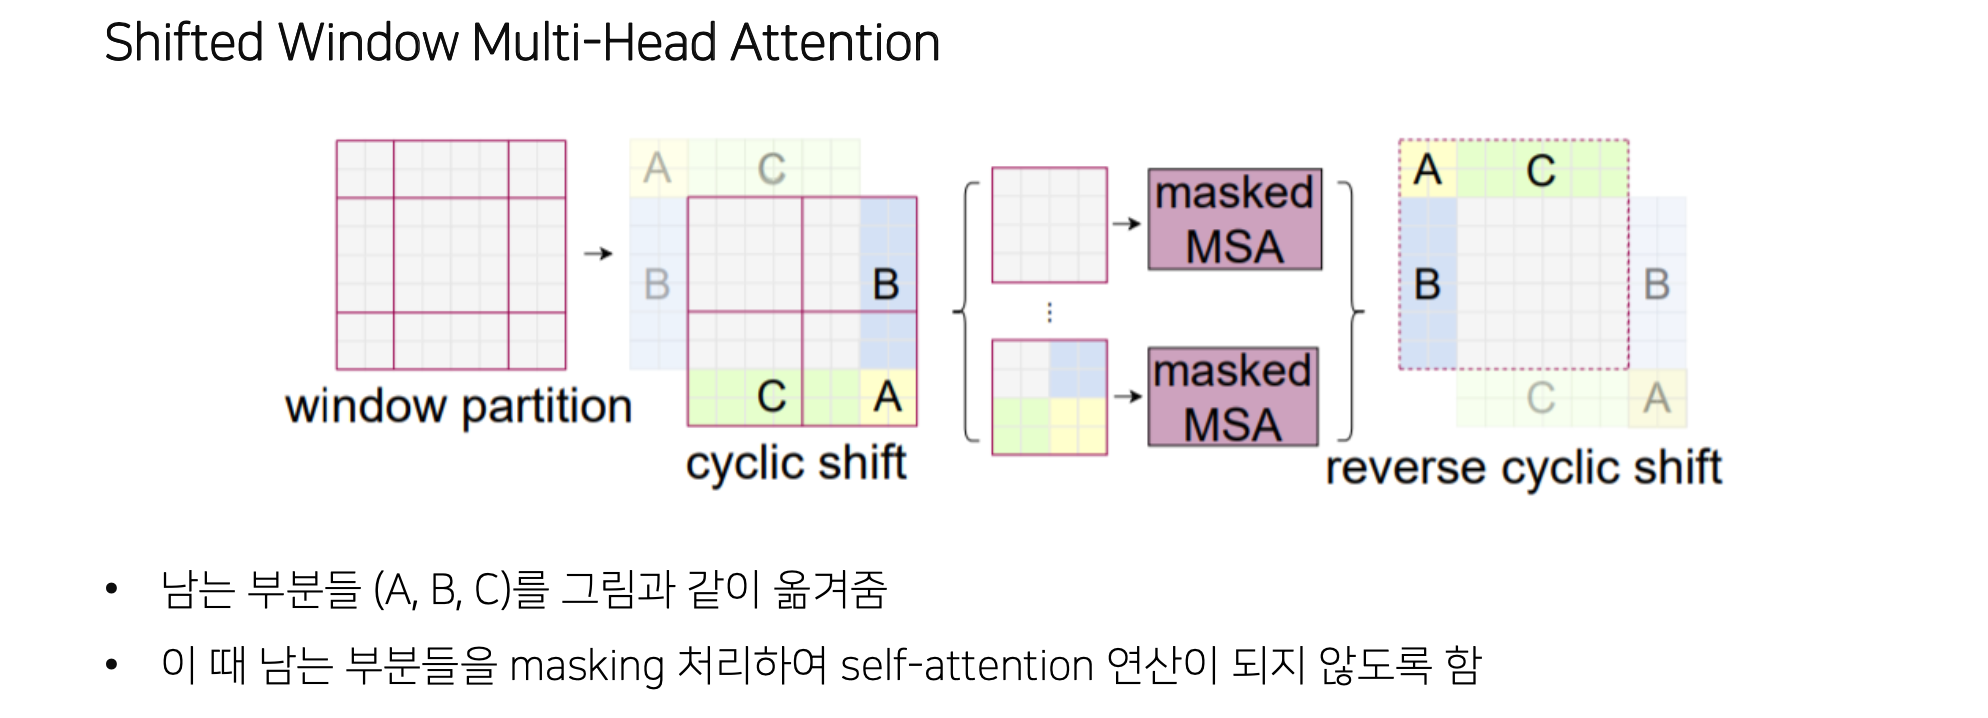 Shifted Window Multi-Head Attention
window partition
A
C
B
B
C
A
cyclic shift
masked
MSA
⋮
masked
MSA
A
C
B
B
C
A
reverse cyclic shift
• 남는 부분들 (A, B, C)를 그림과 같이 옮겨줌
• 이 때 남는 부분들을 masking 처리하여 self-attention 연산이 되지 않도록 함